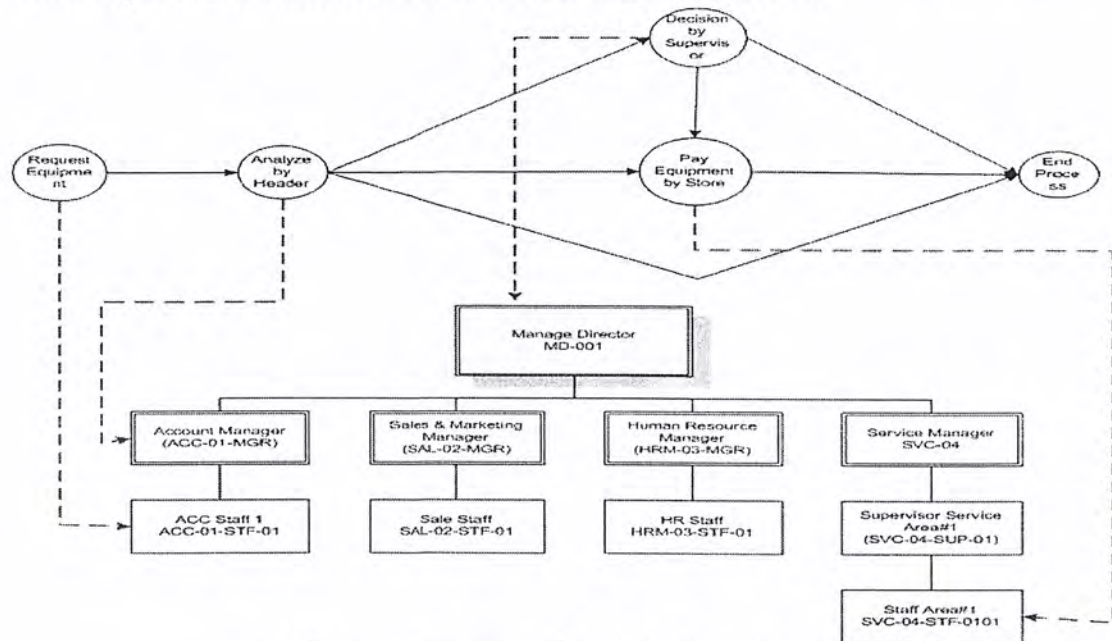 Decision
by
Supervis
or
Request
Equipme
nt
Analyze
by
Header
Pay
Equipment
by Store
End
Proce
ss
Manage Director
MD-001
Account Manager
(ACC-01-MGR)
Sales & Marketing
Manager
(SAL-02-MGR)
Human Resource
Manager
(HRM-03-MGR)
Service Manager
SVC-04
ACC Staff 1
ACC-01-STF-01
Sale Staff
SAL-02-STF-01
HR Staff
HRM-03-STF-01
Supervisor Service
Area#1
(SVC-04-SUP-01)
Staff Area#1
SVC-04-STF-0101